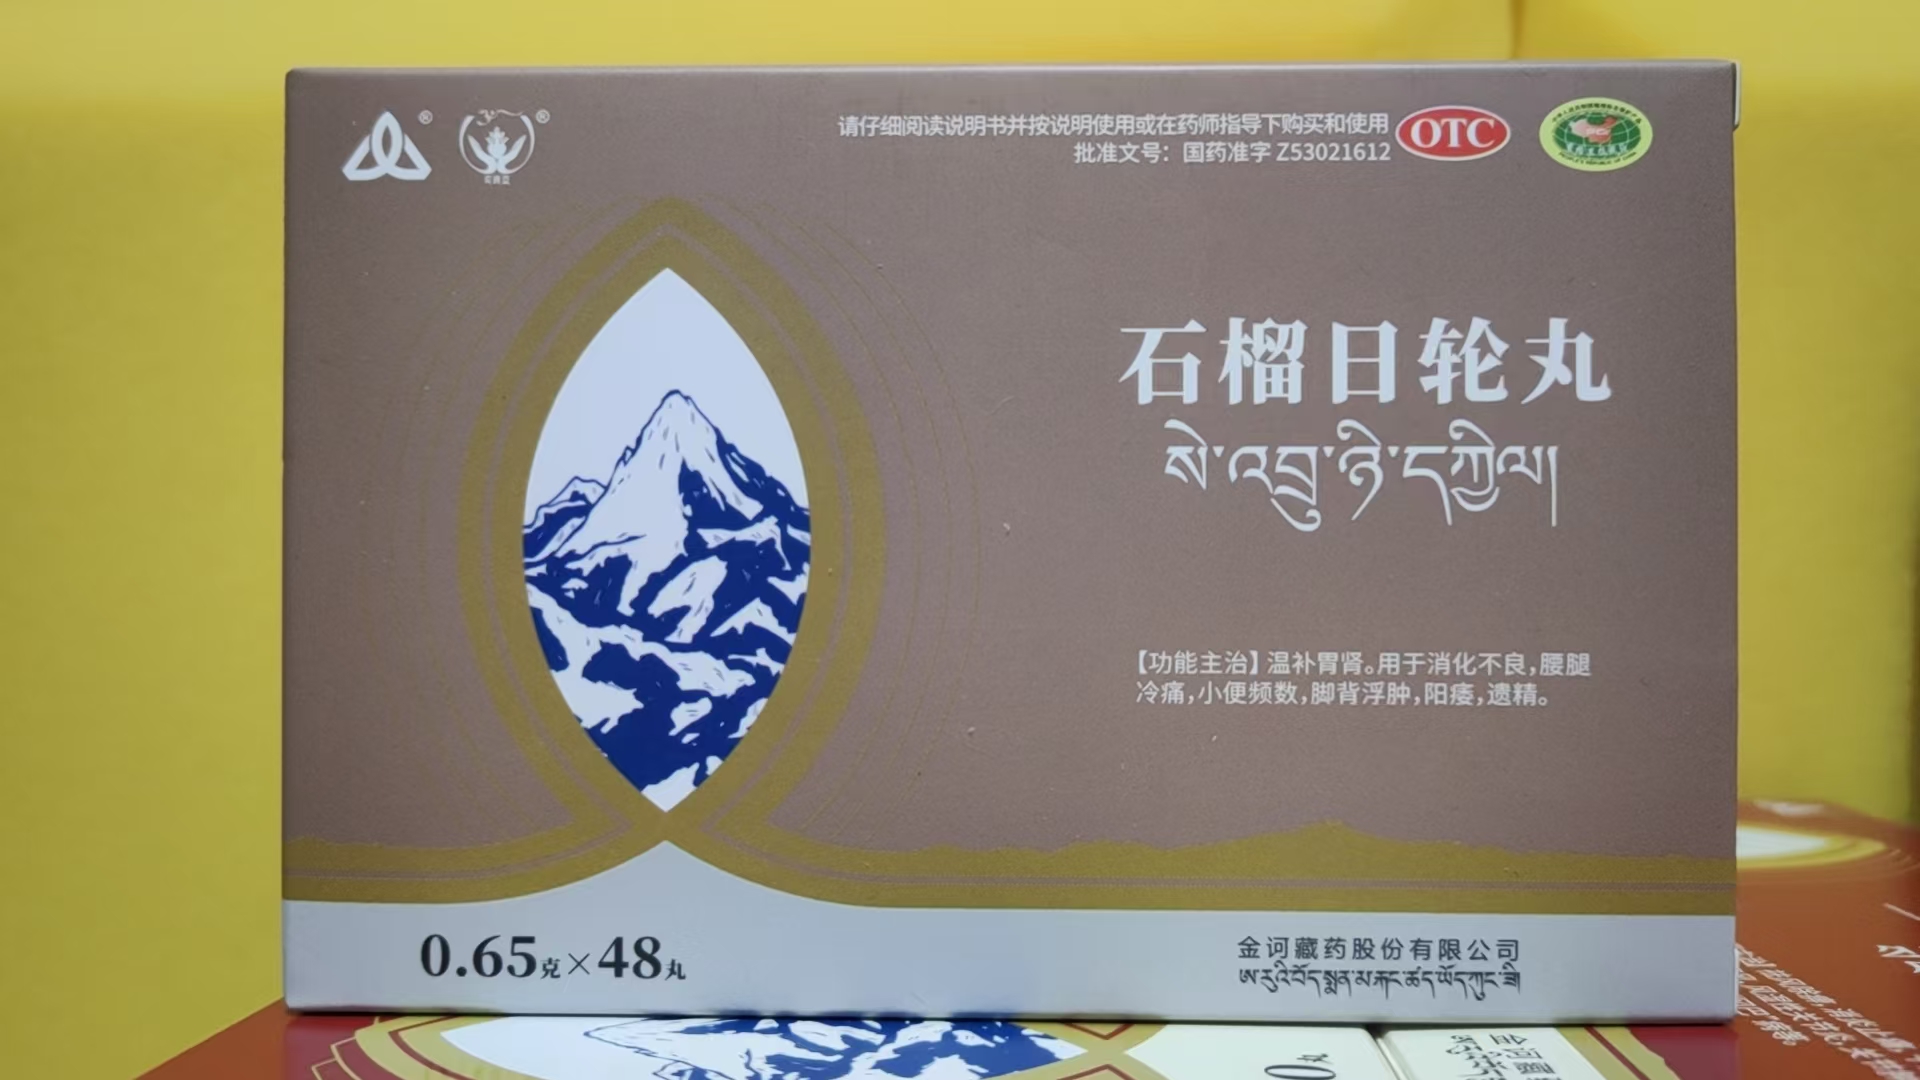 请仔细阅读说明书并按说明使用或在药师指导下购买和使用
批准文号：国药准字 Z53021612
OTC
石榴日轮丸
སེ་འབྲུ་ཉི་དཀྱིལ།
【功能主治】温补胃肾。用于消化不良，腰腿
冷痛，小便频数，脚背浮肿，阳痿，遗精。
0.65克×48丸
金诃藏药股份有限公司